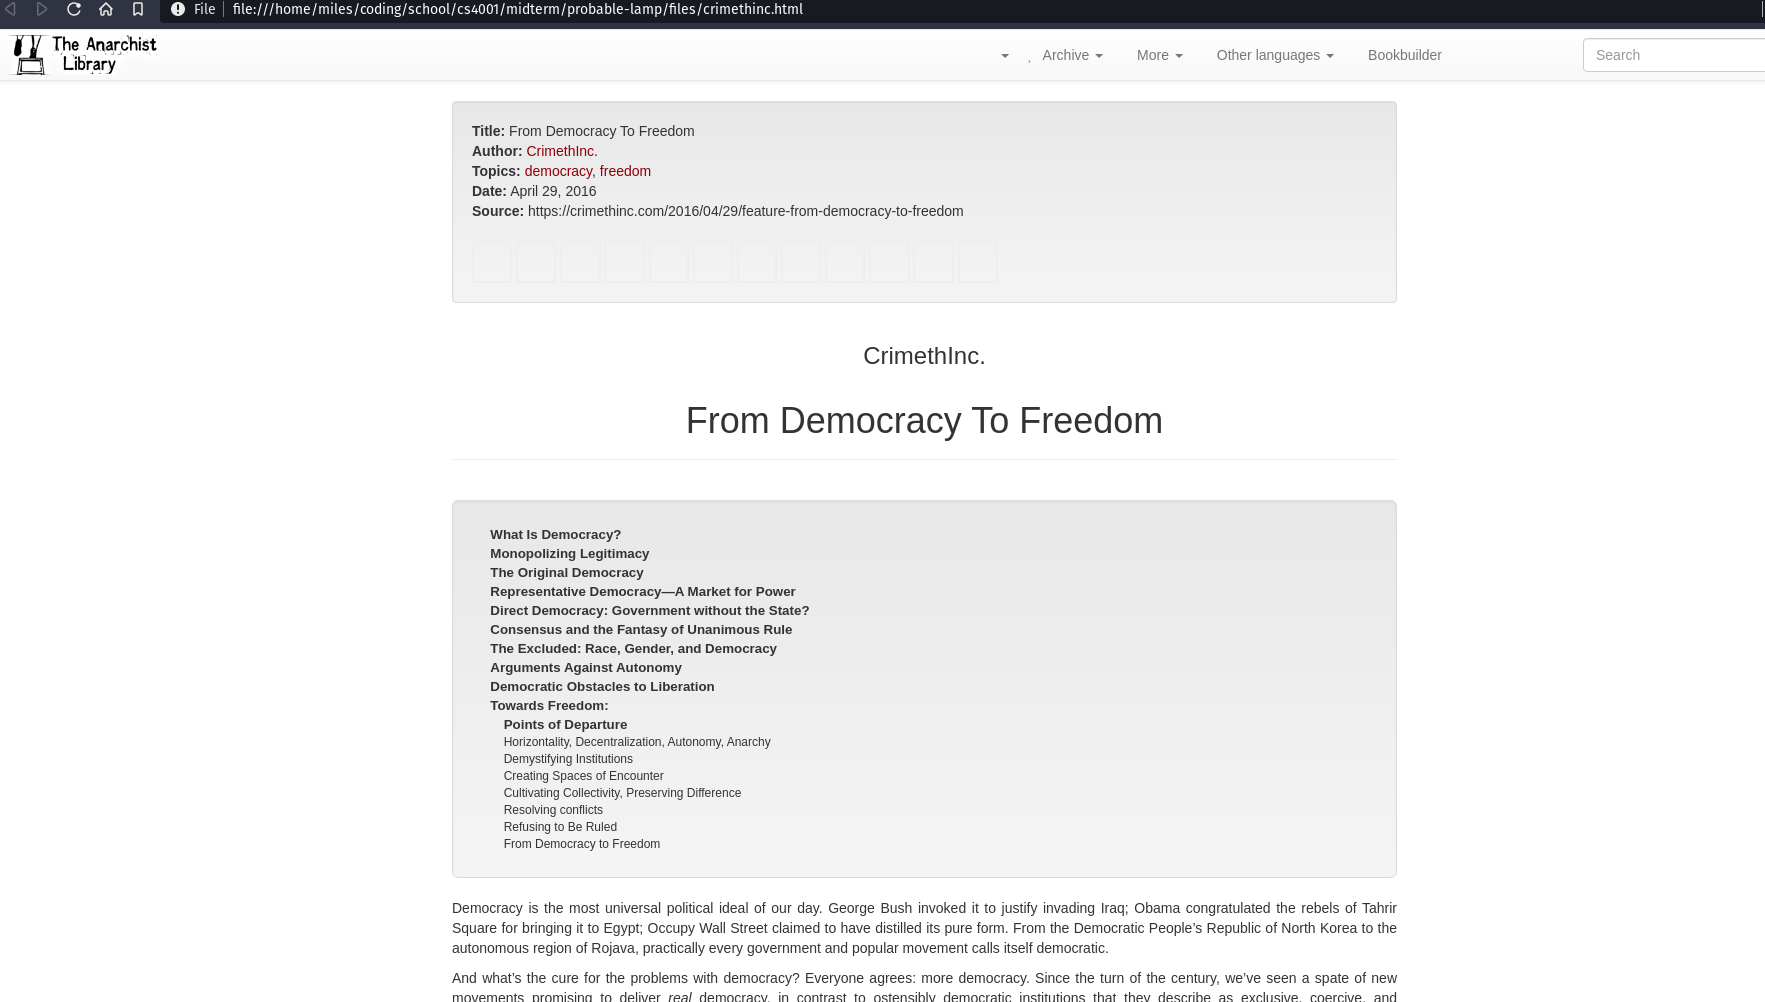 File file:///home/miles/coding/school/cs4001/midterm/probable-lamp/files/crimethinc.html
The Anarchist
Library
Archive More Other languages Bookbuilder Search
Title: From Democracy To Freedom
Author: CrimethInc.
Topics: democracy, freedom
Date: April 29, 2016
Source: https://crimethinc.com/2016/04/29/feature-from-democracy-to-freedom
CrimethInc.
From Democracy To Freedom
What Is Democracy?
Monopolizing Legitimacy
The Original Democracy
Representative Democracy—A Market for Power
Direct Democracy: Government without the State?
Consensus and the Fantasy of Unanimous Rule
The Excluded: Race, Gender, and Democracy
Arguments Against Autonomy
Democratic Obstacles to Liberation
Towards Freedom:
Points of Departure
Horizontality, Decentralization, Autonomy, Anarchy
Demystifying Institutions
Creating Spaces of Encounter
Cultivating Collectivity, Preserving Difference
Resolving conflicts
Refusing to Be Ruled
From Democracy to Freedom
Democracy is the most universal political ideal of our day. George Bush invoked it to justify invading Iraq; Obama congratulated the rebels of Tahrir
Square for bringing it to Egypt; Occupy Wall Street claimed to have distilled its pure form. From the Democratic People’s Republic of North Korea to the
autonomous region of Rojava, practically every government and popular movement calls itself democratic.
And what’s the cure for the problems with democracy? Everyone agrees: more democracy. Since the turn of the century, we’ve seen a spate of new
movements promising to deliver real democracy, in contrast to ostensibly democratic institutions that they describe as exclusive, coercive, and